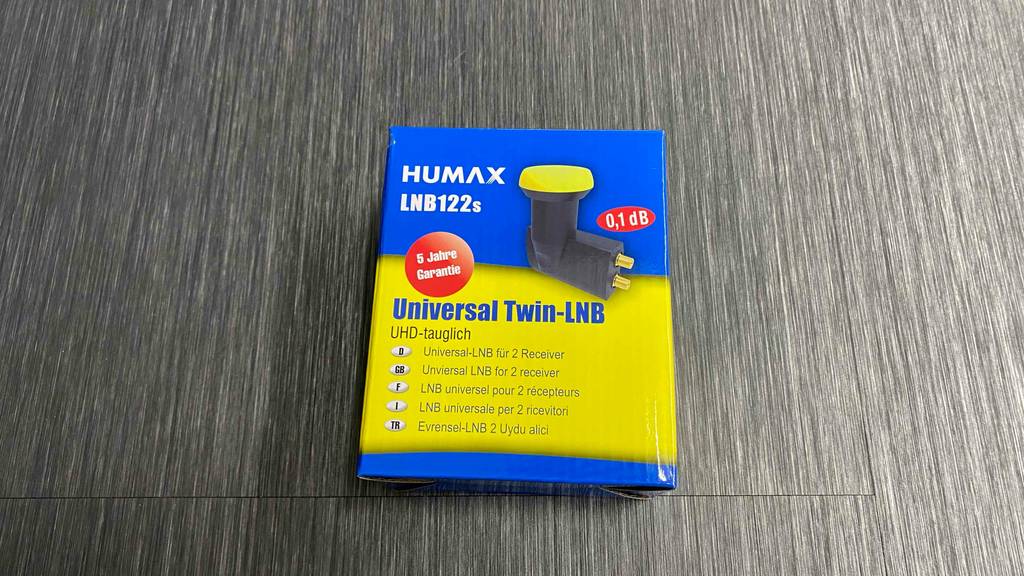 HUMAX
LNB122s
0,1 dB
5 Jahre
Garantie
Universal Twin-LNB
UHD-tauglich
D Universal-LNB für 2 Receiver
GB Unviersal LNB for 2 receiver
F LNB universel pour 2 récepteurs
I LNB universale per 2 ricevitori
TR Evrensel-LNB 2 Uydu alici